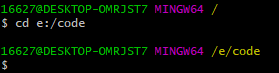 16627@DESKTOP-OMRJST7 MINGW64 /
$ cd e:/code
16627@DESKTOP-OMRJST7 MINGW64 /e/code
$